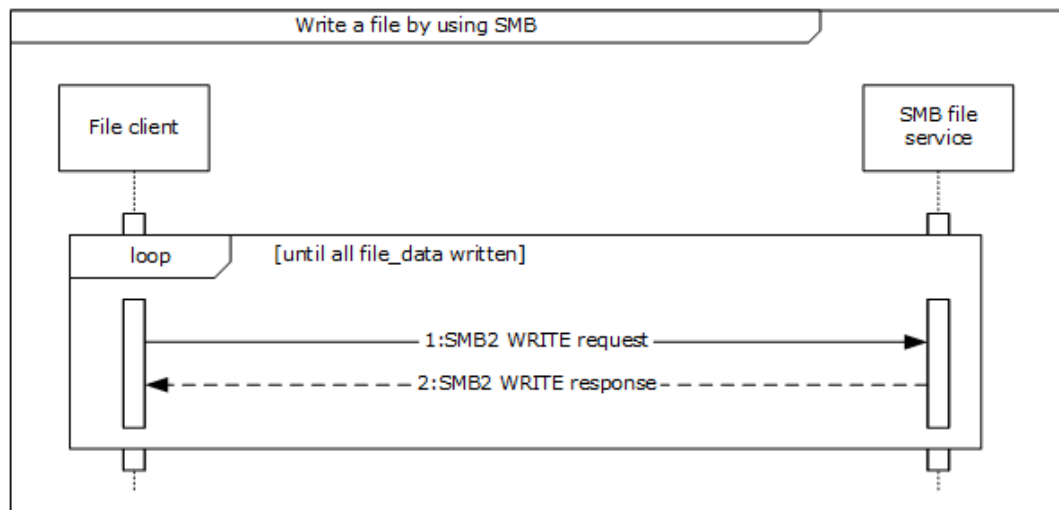 Write a file by using SMB
File client
SMB file
service
loop
[until all file_data written]
1:SMB2 WRITE request
2:SMB2 WRITE response